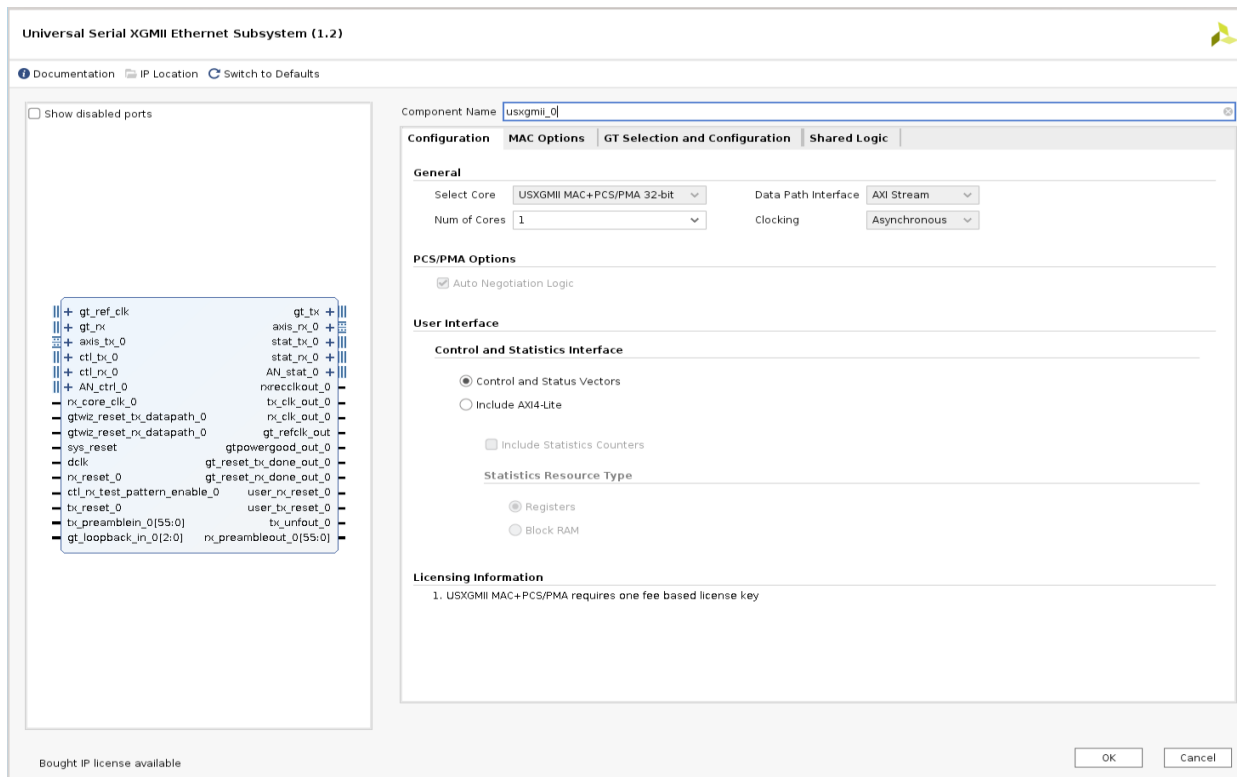 Universal Serial XGMII Ethernet Subsystem (1.2)
Documentation IP Location Switch to Defaults
Show disabled ports
gt_ref_clk gt_tx
gt_rx axis_rx_0
axis_tx_0 stat_tx_0
ctl_tx_0 stat_rx_0
ctl_rx_0 AN_stat_0
AN_ctrl_0 rxrecclkout_0
rx_core_clk_0 tx_clk_out_0
gtwiz_reset_tx_datapath_0 rx_clk_out_0
gtwiz_reset_rx_datapath_0 gt_refclk_out
sys_reset gtpowergood_out_0
dclk gt_reset_tx_done_out_0
rx_reset_0 gt_reset_rx_done_out_0
ctl_rx_test_pattern_enable_0 user_rx_reset_0
tx_reset_0 user_tx_reset_0
tx_preamblein_0[55:0] tx_unfout_0
gt_loopback_in_0[2:0] rx_preambleout_0[55:0]
Component Name usxgmii_0
Configuration MAC Options GT Selection and Configuration Shared Logic
General
Select Core USXGMII MAC+PCS/PMA 32-bit Data Path Interface AXI Stream
Num of Cores 1 Clocking Asynchronous
PCS/PMA Options
Auto Negotiation Logic
User Interface
Control and Statistics Interface
Control and Status Vectors
Include AXI4-Lite
Include Statistics Counters
Statistics Resource Type
Registers
Block RAM
Licensing Information
1. USXGMII MAC+PCS/PMA requires one fee based license key
Bought IP license available
OK Cancel